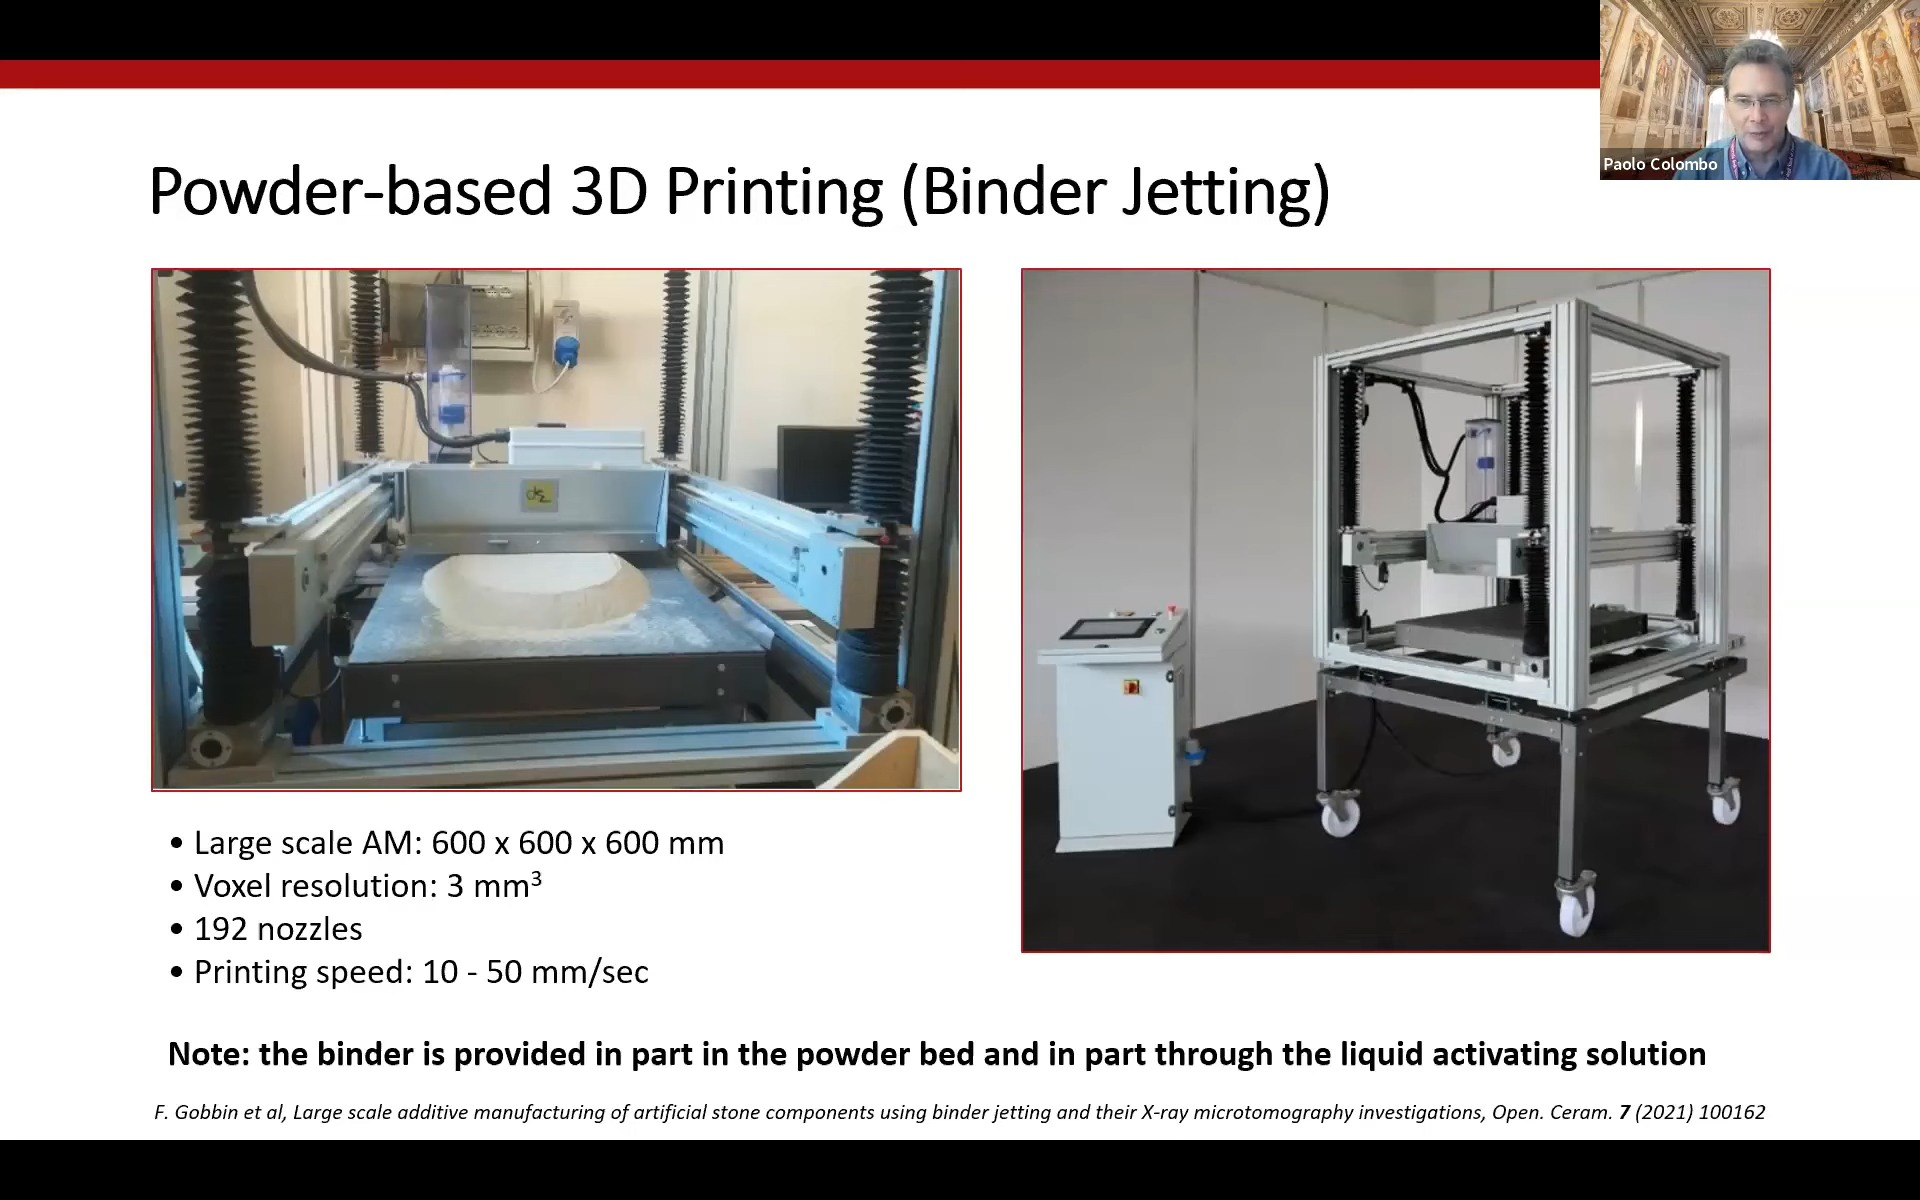 Paolo Colombo
Powder-based 3D Printing (Binder Jetting)
• Large scale AM: 600 x 600 x 600 mm
• Voxel resolution: 3 mm³
• 192 nozzles
• Printing speed: 10 - 50 mm/sec
Note: the binder is provided in part in the powder bed and in part through the liquid activating solution
F. Gobbin et al, Large scale additive manufacturing of artificial stone components using binder jetting and their X-ray microtomography investigations, Open. Ceram. 7 (2021) 100162